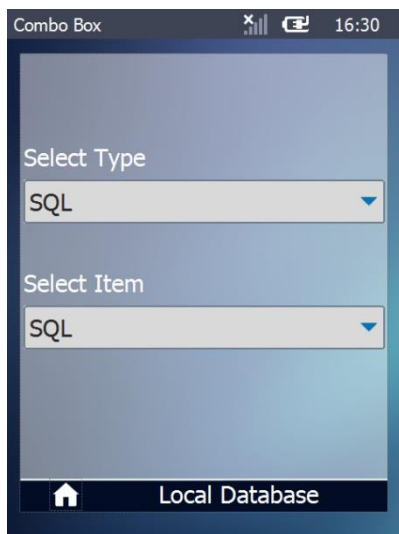 Combo Box 16:30
Select Type
SQL
Select Item
SQL
Local Database